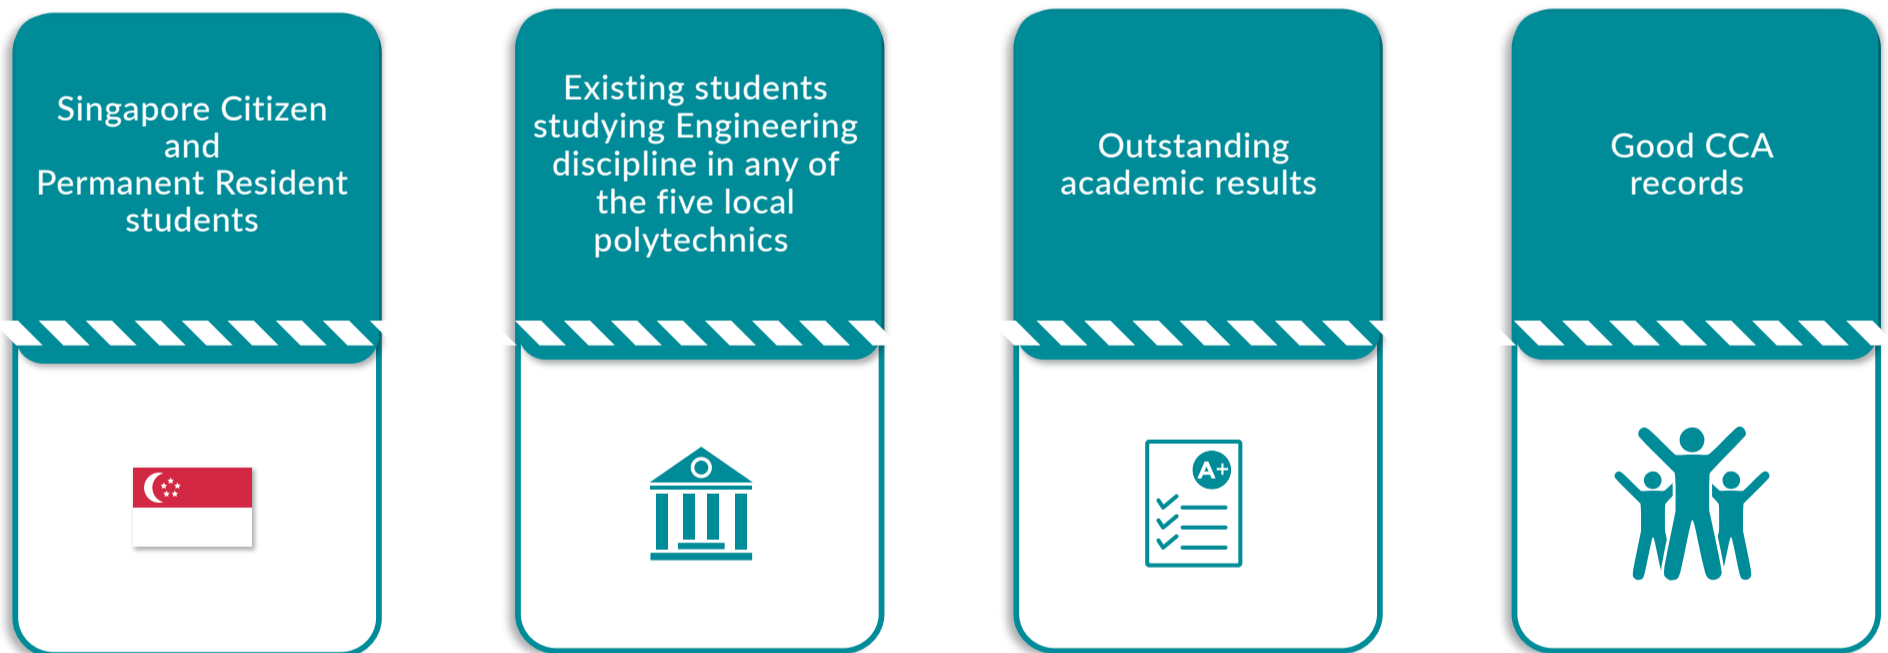 Singapore Citizen
and
Permanent Resident
students
Existing students
studying Engineering
discipline in any of
the five local
polytechnics
Outstanding
academic results
Good CCA
records
A+